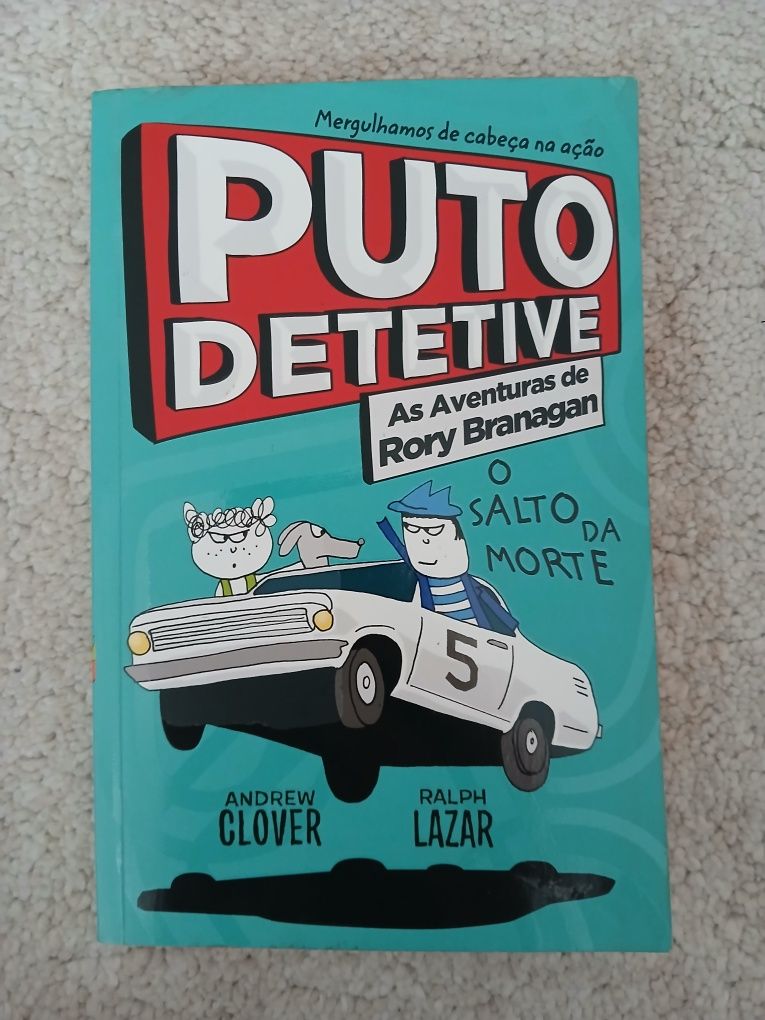 Mergulhamos de cabeça na ação
PUTO
DETETIVE
As Aventuras de
Rory Branagan
O
SALTO
DA
MORTE
5
ANDREW
CLOVER
RALPH
LAZAR